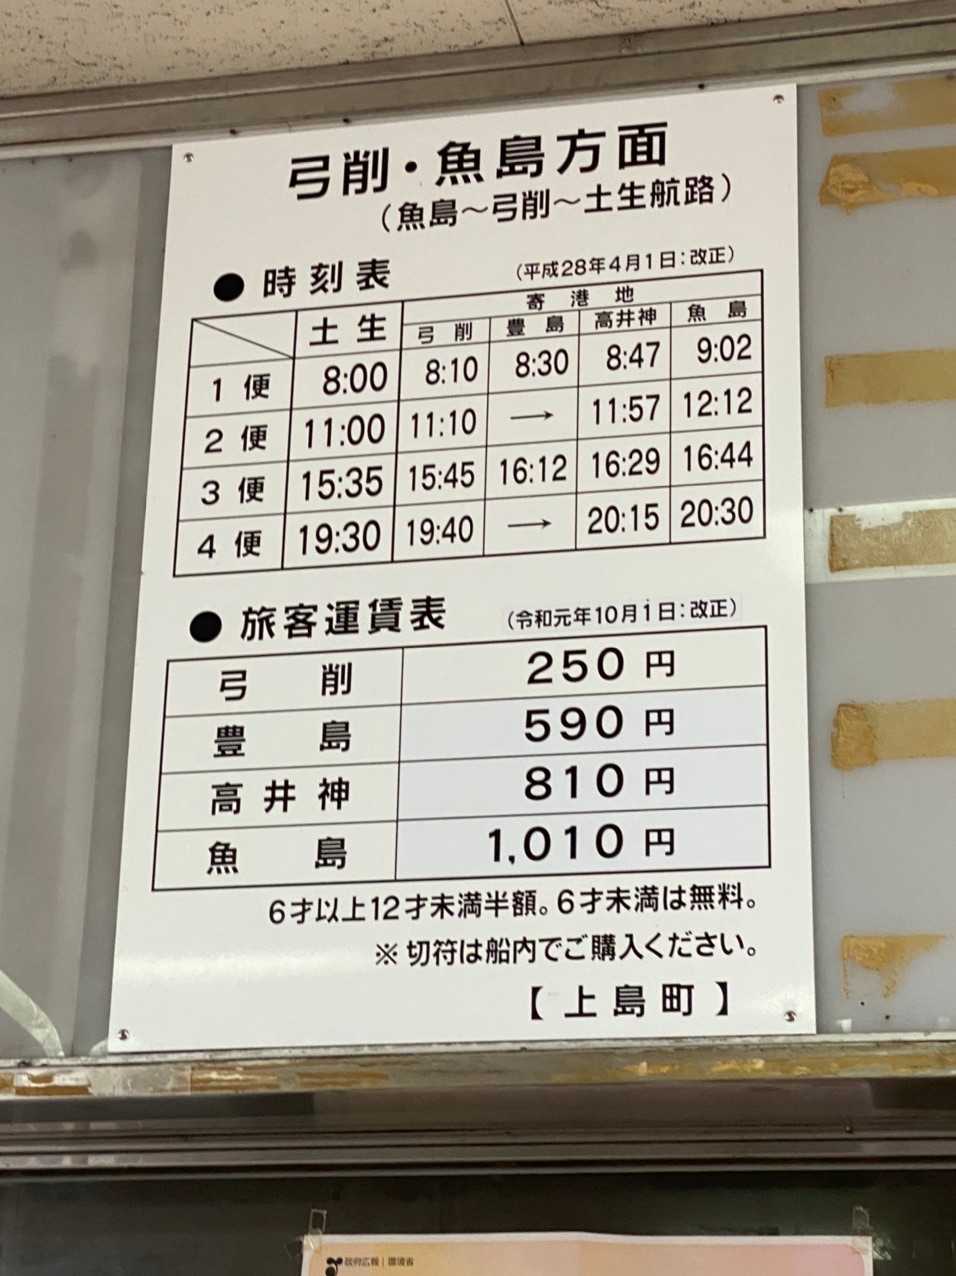 弓削・魚島方面
（魚島～弓削～土生航路）
● 時刻表 （平成28年4月1日：改正）
土生 寄港地
弓削 豊島 高井神 魚島
1便 8:00 8:10 8:30 8:47 9:02
2便 11:00 11:10 → 11:57 12:12
3便 15:35 15:45 16:12 16:29 16:44
4便 19:30 19:40 → 20:15 20:30
● 旅客運賃表 （令和元年10月1日：改正）
弓削 250円
豊島 590円
高井神 810円
魚島 1,010円
6才以上12才未満半額。6才未満は無料。
※ 切符は船内でご購入ください。
【上島町】
政府広報｜環境省